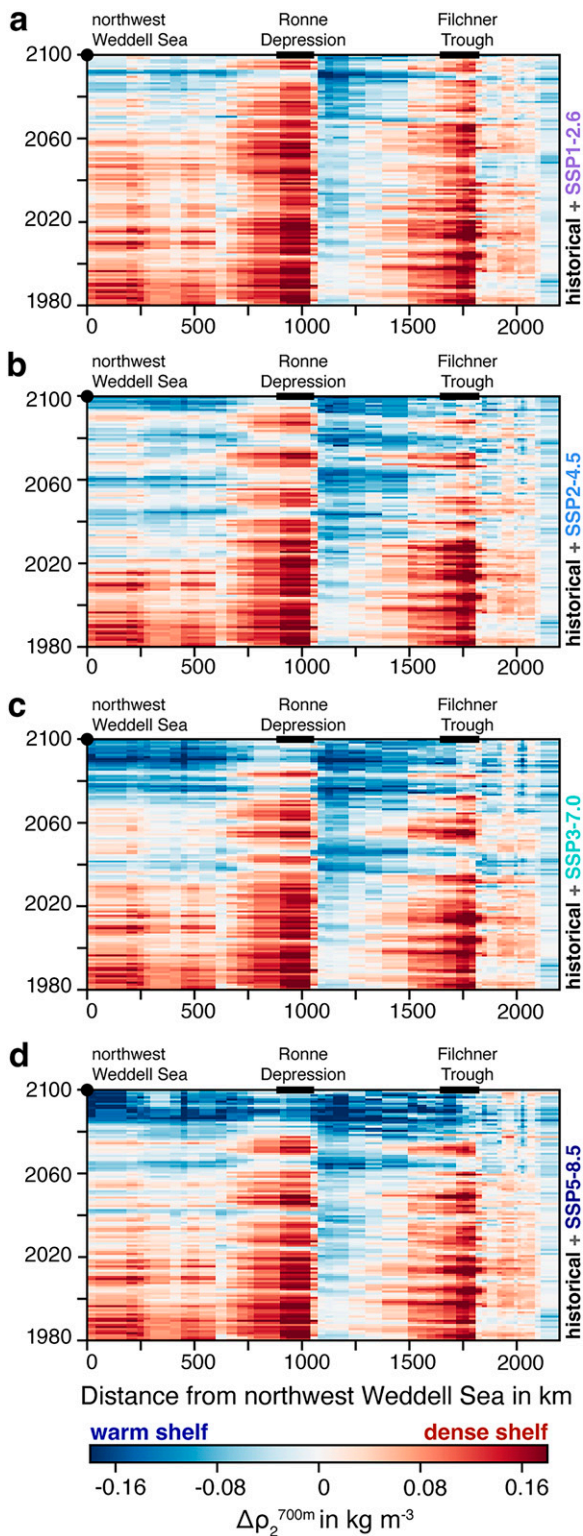 a
northwest
Weddell Sea
Ronne
Depression
Filchner
Trough
2100
2060
2020
1980
0 500 1000 1500 2000
historical + SSP1-2.6
b
northwest
Weddell Sea
Ronne
Depression
Filchner
Trough
2100
2060
2020
1980
0 500 1000 1500 2000
historical + SSP2-4.5
c
northwest
Weddell Sea
Ronne
Depression
Filchner
Trough
2100
2060
2020
1980
0 500 1000 1500 2000
historical + SSP3-7.0
d
northwest
Weddell Sea
Ronne
Depression
Filchner
Trough
2100
2060
2020
1980
0 500 1000 1500 2000
historical + SSP5-8.5
Distance from northwest Weddell Sea in km
warm shelf dense shelf
-0.16 -0.08 0 0.08 0.16
Δρ₂⁷⁰⁰ᵐ in kg m⁻³